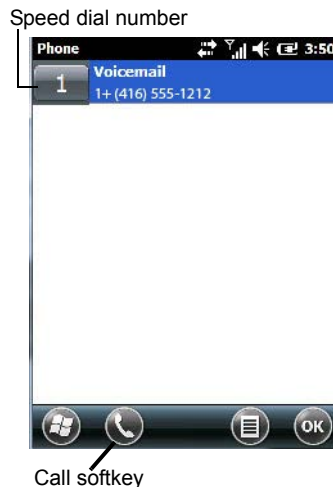 Speed dial number
Phone 3:50
1 Voicemail
1+ (416) 555-1212
OK
Call softkey